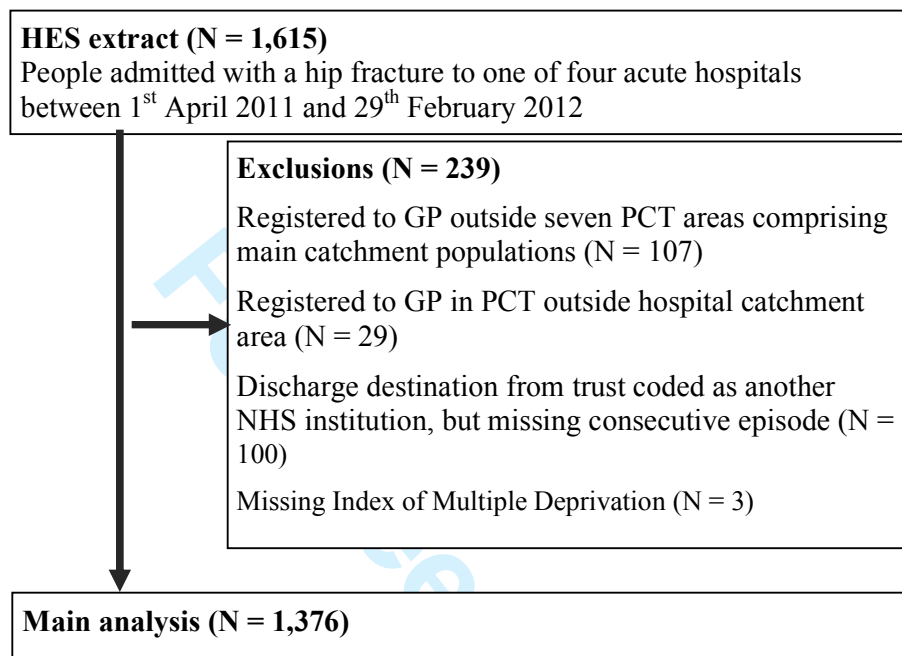 HES extract (N = 1,615)
People admitted with a hip fracture to one of four acute hospitals
between 1st April 2011 and 29th February 2012
Exclusions (N = 239)
Registered to GP outside seven PCT areas comprising
main catchment populations (N = 107)
Registered to GP in PCT outside hospital catchment
area (N = 29)
Discharge destination from trust coded as another
NHS institution, but missing consecutive episode (N =
100)
Missing Index of Multiple Deprivation (N = 3)
Main analysis (N = 1,376)